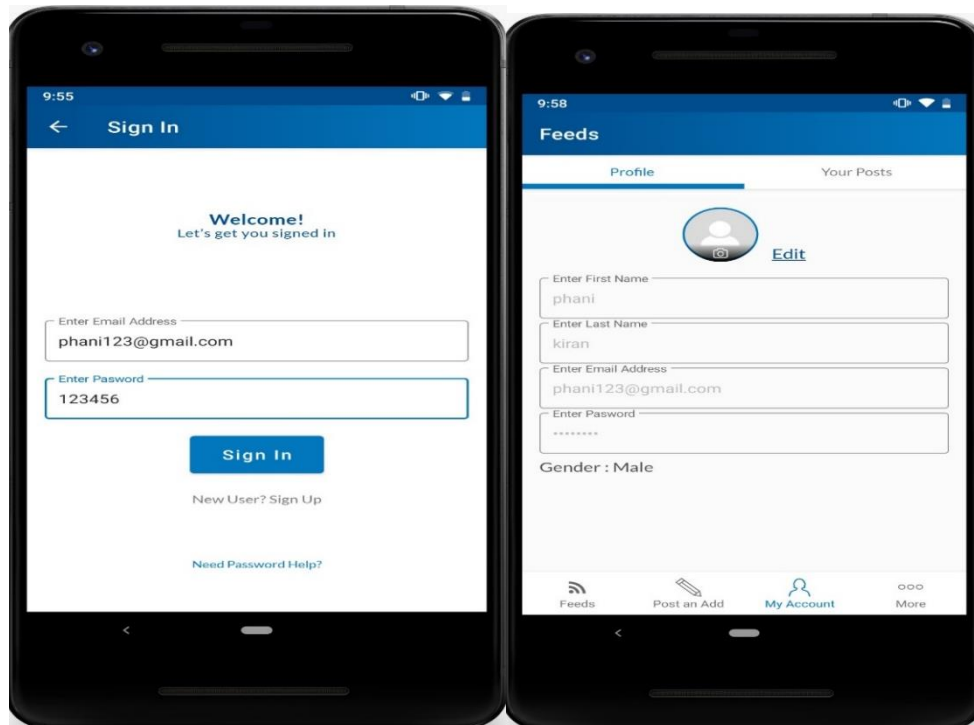 9:55
Sign In
Welcome!
Let's get you signed in
Enter Email Address
phani123@gmail.com
Enter Pasword
123456
Sign In
New User? Sign Up
Need Password Help?
9:58
Feeds
Profile
Your Posts
Edit
Enter First Name
phani
Enter Last Name
kiran
Enter Email Address
phani123@gmail.com
Enter Pasword
••••••••
Gender : Male
Feeds
Post an Add
My Account
More